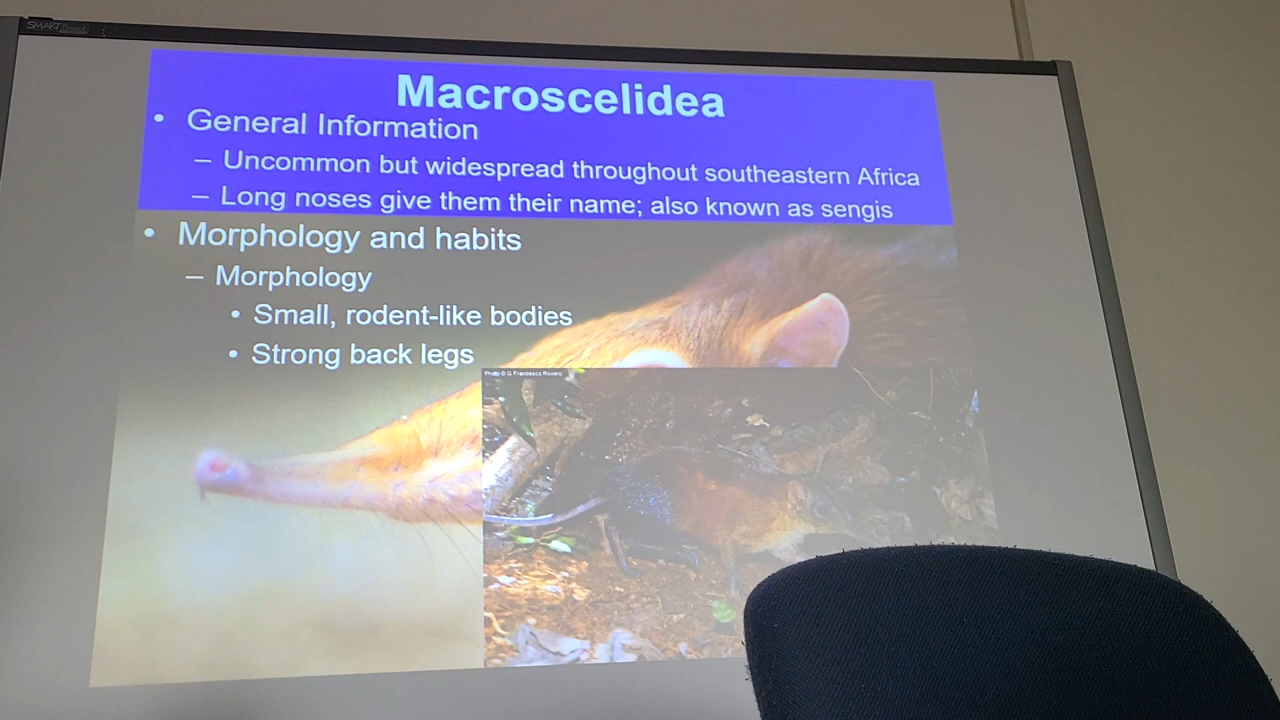 SMART Board
Macroscelidea
• General Information
– Uncommon but widespread throughout southeastern Africa
– Long noses give them their name; also known as sengis
• Morphology and habits
– Morphology
• Small, rodent-like bodies
• Strong back legs
Photo © G Francesco Rovero